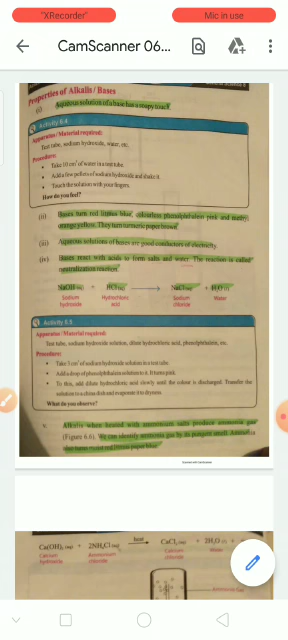 "XRecorder"
Mic in use
CamScanner 06...
Properties of Alkalis / Bases
(i) Aqueous solution of a base has a soapy touch.
Activity 6.4
Apparatus / Material required:
Test tube, sodium hydroxide, water, etc.
Procedure:
• Take 10 cm³ of water in a test tube.
• Add a few pellets of sodium hydroxide and shake it.
• Touch the solution with your fingers.
How do you feel?
(ii) Bases turn red litmus blue, colourless phenolphthalein pink and methyl
orange yellow. They turn turmeric paper brown.
(iii) Aqueous solutions of bases are good conductors of electricity.
(iv) Bases react with acids to form salts and water. The reaction is called
neutralization reaction.
NaOH (aq) + HCl (aq) → NaCl (aq) + H₂O (l)
Sodium Hydrochloric Sodium Water
hydroxide acid chloride
Activity 6.5
Apparatus / Material required:
Test tube, sodium hydroxide solution, dilute hydrochloric acid, phenolphthalein, etc.
Procedure:
• Take 5 cm³ of sodium hydroxide solution in a test tube.
• Add a drop of phenolphthalein solution to it. It turns pink.
• To this, add dilute hydrochloric acid slowly until the colour is discharged. Transfer the
solution to a china dish and evaporate it to dryness.
What do you observe?
v. Alkalis when heated with ammonium salts produce ammonia gas
(Figure 6.6). We can identify ammonia gas by its pungent smell. Ammonia
also turns moist red litmus paper blue.
Scanned with CamScanner
Ca(OH)₂ (aq) + 2NH₄Cl (aq) heat → CaCl₂ (aq) + 2H₂O (l) +
Calcium Ammonium Calcium Water
hydroxide chloride chloride
Ammonia gas